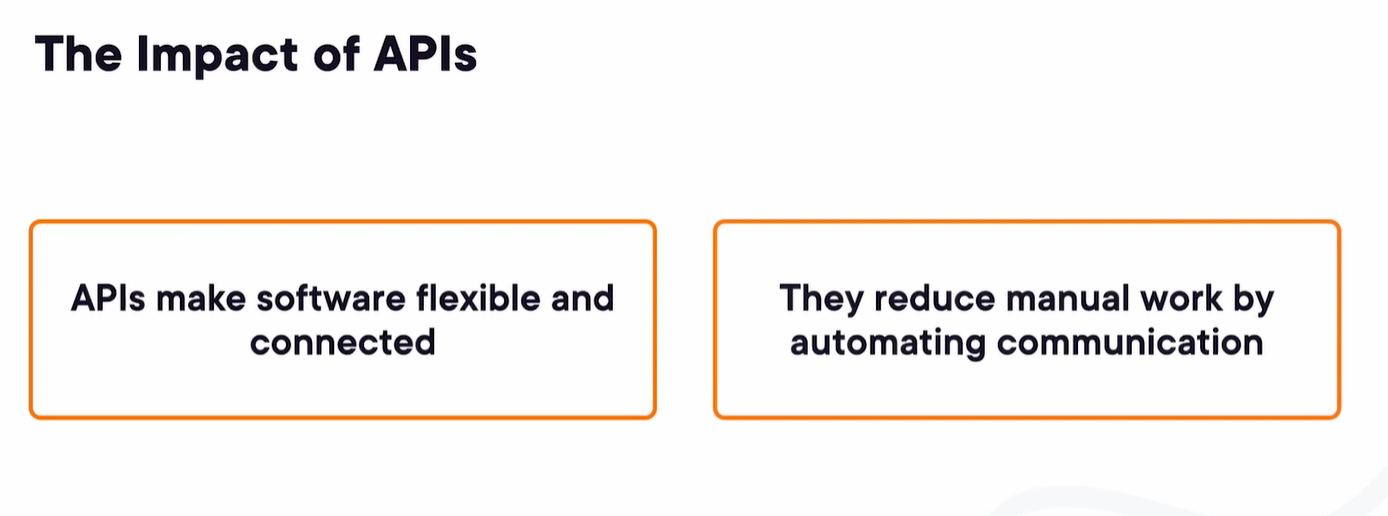 The Impact of APIs
APIs make software flexible and
connected
They reduce manual work by
automating communication